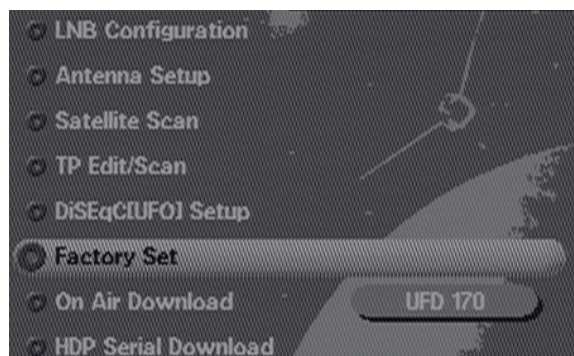 LNB Configuration
Antenna Setup
Satellite Scan
TP Edit/Scan
DiSEqC[UFO] Setup
Factory Set
On Air Download UFD 170
HDP Serial Download